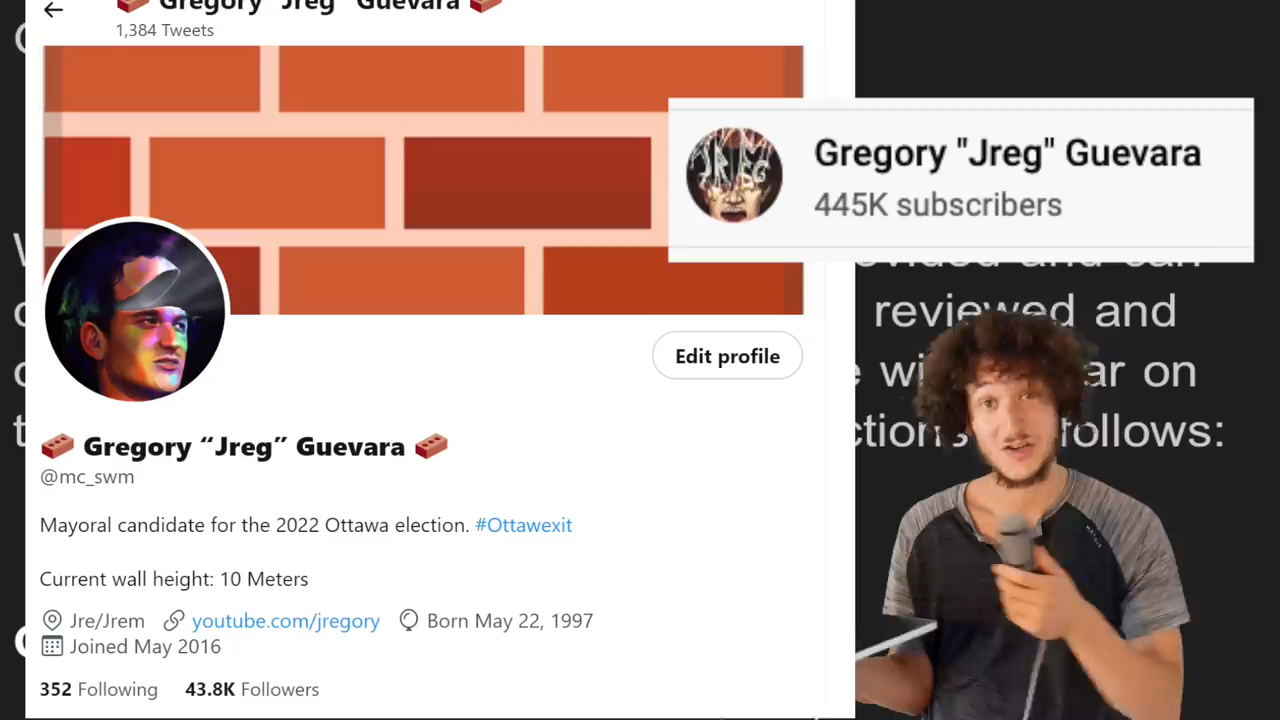 Gregory "Jreg" Guevara
1,384 Tweets
Gregory "Jreg" Guevara
445K subscribers
reviewed and
on
follows:
Edit profile
Gregory “Jreg” Guevara
@mc_swm
Mayoral candidate for the 2022 Ottawa election. #Ottawexit
Current wall height: 10 Meters
Jre/Jrem youtube.com/jregory Born May 22, 1997
Joined May 2016
352 Following 43.8K Followers